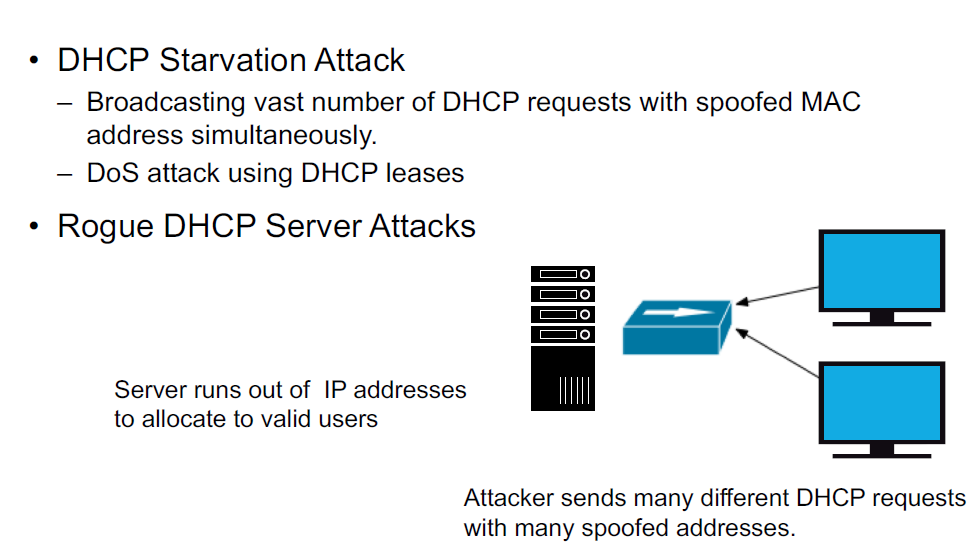 • DHCP Starvation Attack
– Broadcasting vast number of DHCP requests with spoofed MAC
address simultaneously.
– DoS attack using DHCP leases
• Rogue DHCP Server Attacks
Server runs out of  IP addresses
to allocate to valid users
Attacker sends many different DHCP requests
with many spoofed addresses.